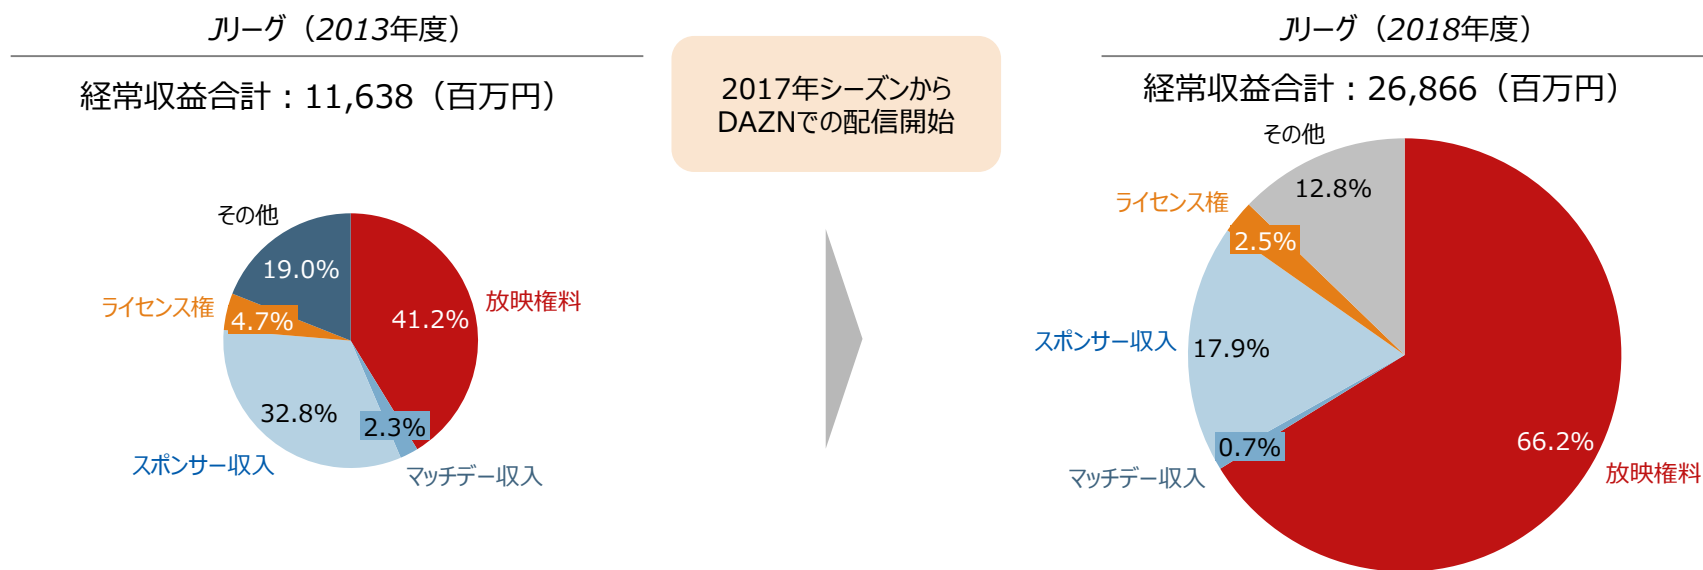 Jリーグ（2013年度）
経常収益合計：11,638（百万円）
その他
19.0%
ライセンス権
4.7%
41.2%
放映権料
32.8%
2.3%
スポンサー収入
マッチデー収入
2017年シーズンから
DAZNでの配信開始
Jリーグ（2018年度）
経常収益合計：26,866（百万円）
その他
12.8%
ライセンス権
2.5%
スポンサー収入
17.9%
0.7%
マッチデー収入
66.2%
放映権料